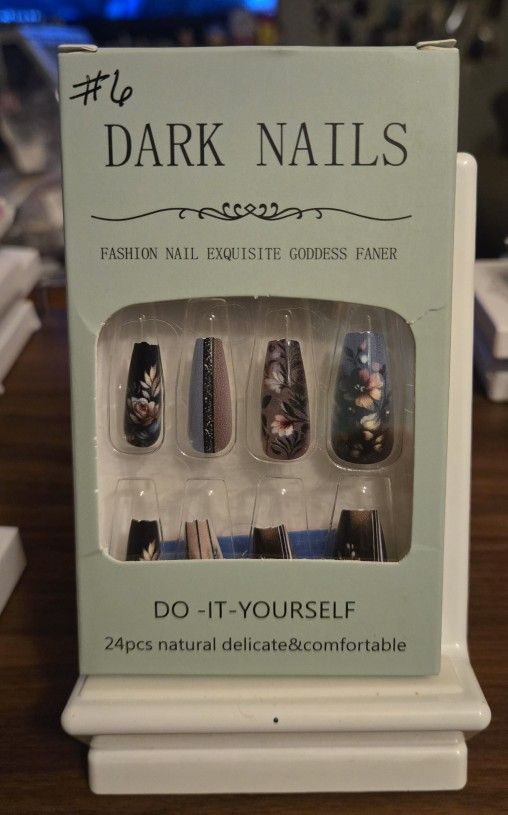 #6
DARK NAILS
FASHION NAIL EXQUISITE GODDESS FANER
DO -IT-YOURSELF
24pcs natural delicate&comfortable